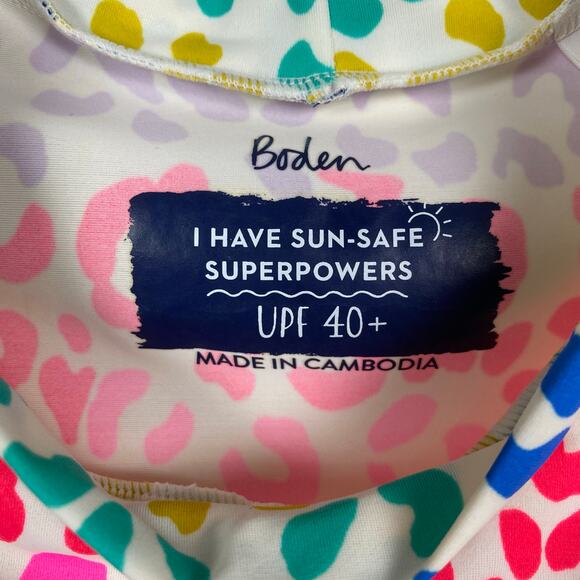 Boden
I HAVE SUN-SAFE
SUPERPOWERS
UPF 40+
MADE IN CAMBODIA